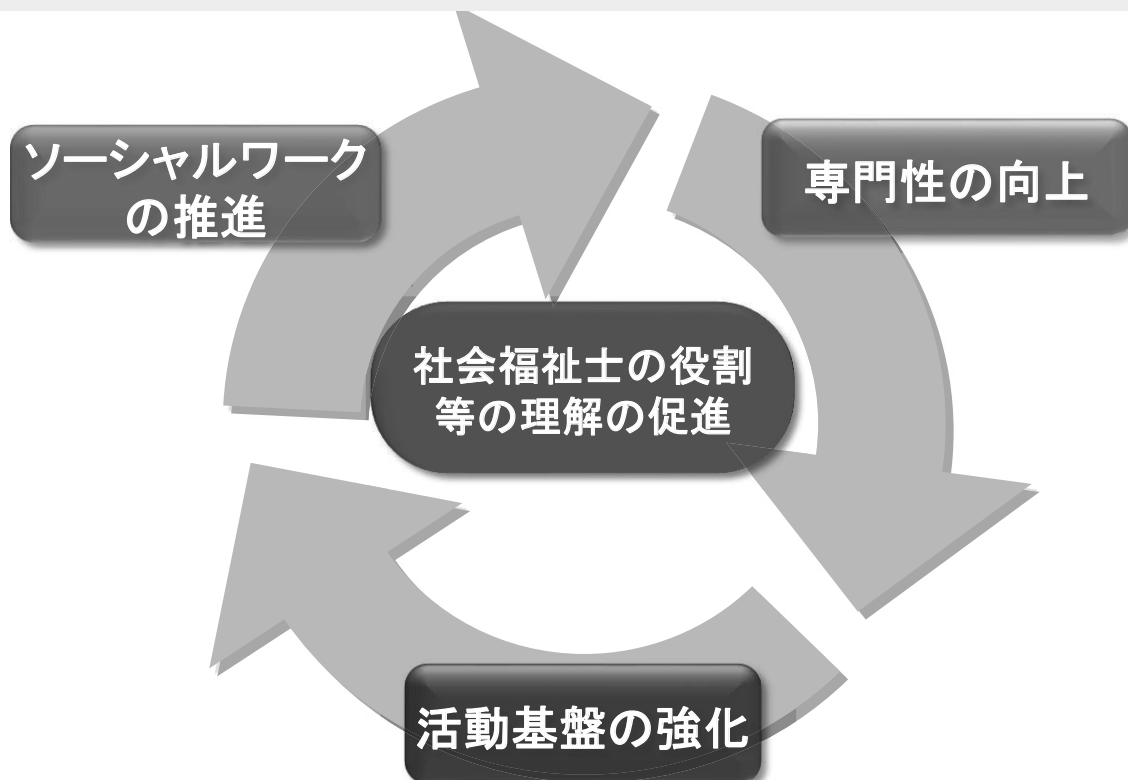 ソーシャルワーク
の推進
専門性の向上
社会福祉士の役割
等の理解の促進
活動基盤の強化